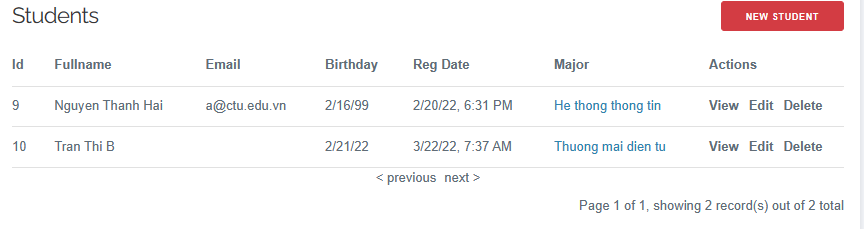 Students NEW STUDENT
Id Fullname Email Birthday Reg Date Major Actions
9 Nguyen Thanh Hai a@ctu.edu.vn 2/16/99 2/20/22, 6:31 PM He thong thong tin View Edit Delete
10 Tran Thi B 2/21/22 3/22/22, 7:37 AM Thuong mai dien tu View Edit Delete
< previous next >
Page 1 of 1, showing 2 record(s) out of 2 total